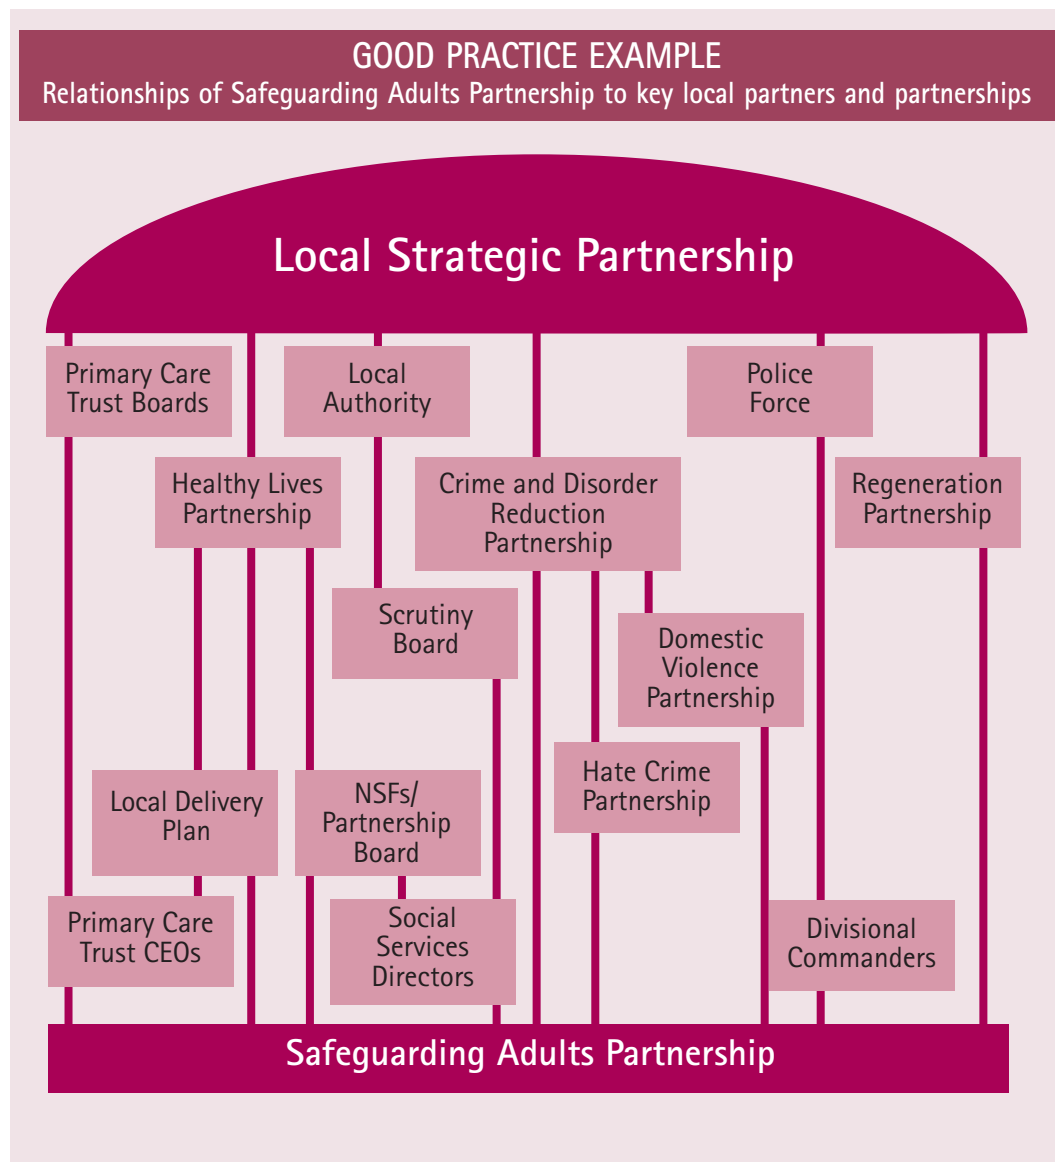 GOOD PRACTICE EXAMPLE
Relationships of Safeguarding Adults Partnership to key local partners and partnerships
Local Strategic Partnership
Primary Care
Trust Boards
Local
Authority
Police
Force
Healthy Lives
Partnership
Crime and Disorder
Reduction
Partnership
Regeneration
Partnership
Scrutiny
Board
Domestic
Violence
Partnership
Hate Crime
Partnership
Local Delivery
Plan
NSFs/
Partnership
Board
Primary Care
Trust CEOs
Social
Services
Directors
Divisional
Commanders
Safeguarding Adults Partnership